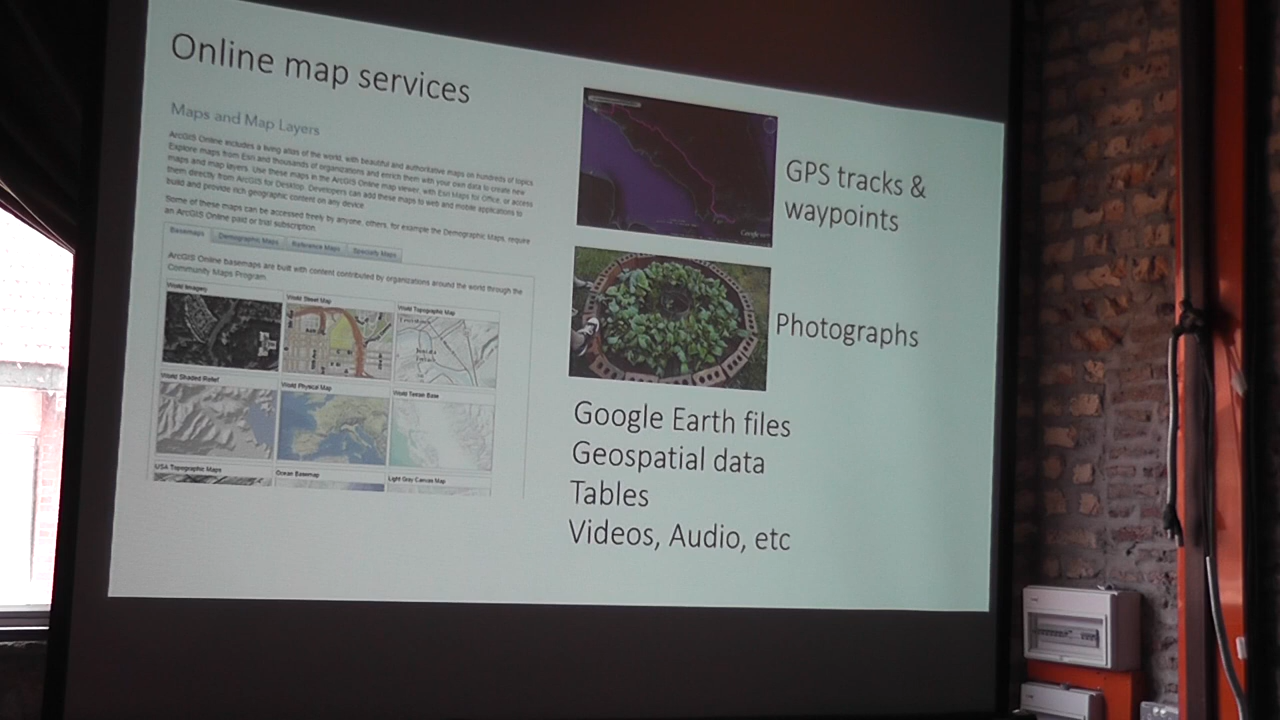 Online map services
Maps and Map Layers
ArcGIS Online includes a living atlas of the world, with beautiful and authoritative maps on hundreds of topics
Explore maps from Esri and thousands of organizations and enrich them with your own data to create new
maps and map layers. Use these maps in the ArcGIS Online map viewer, with Esri Maps for Office, or access
them directly from ArcGIS for Desktop. Developers can add these maps to web and mobile applications to
build and provide rich geographic content on any device.
Some of these maps can be accessed freely by anyone, others, for example the Demographic Maps, require
an ArcGIS Online paid or trial subscription.
Basemaps Demographic Maps Reference Maps Specialty Maps
ArcGIS Online basemaps are built with content contributed by organizations around the world through the
Community Maps Program.
World Imagery World Street Map World Topographic Map
World Shaded Relief World Physical Map World Terrain Base
USA Topographic Maps Ocean Basemap Light Gray Canvas Map
Google
GPS tracks &
waypoints
Photographs
Google Earth files
Geospatial data
Tables
Videos, Audio, etc